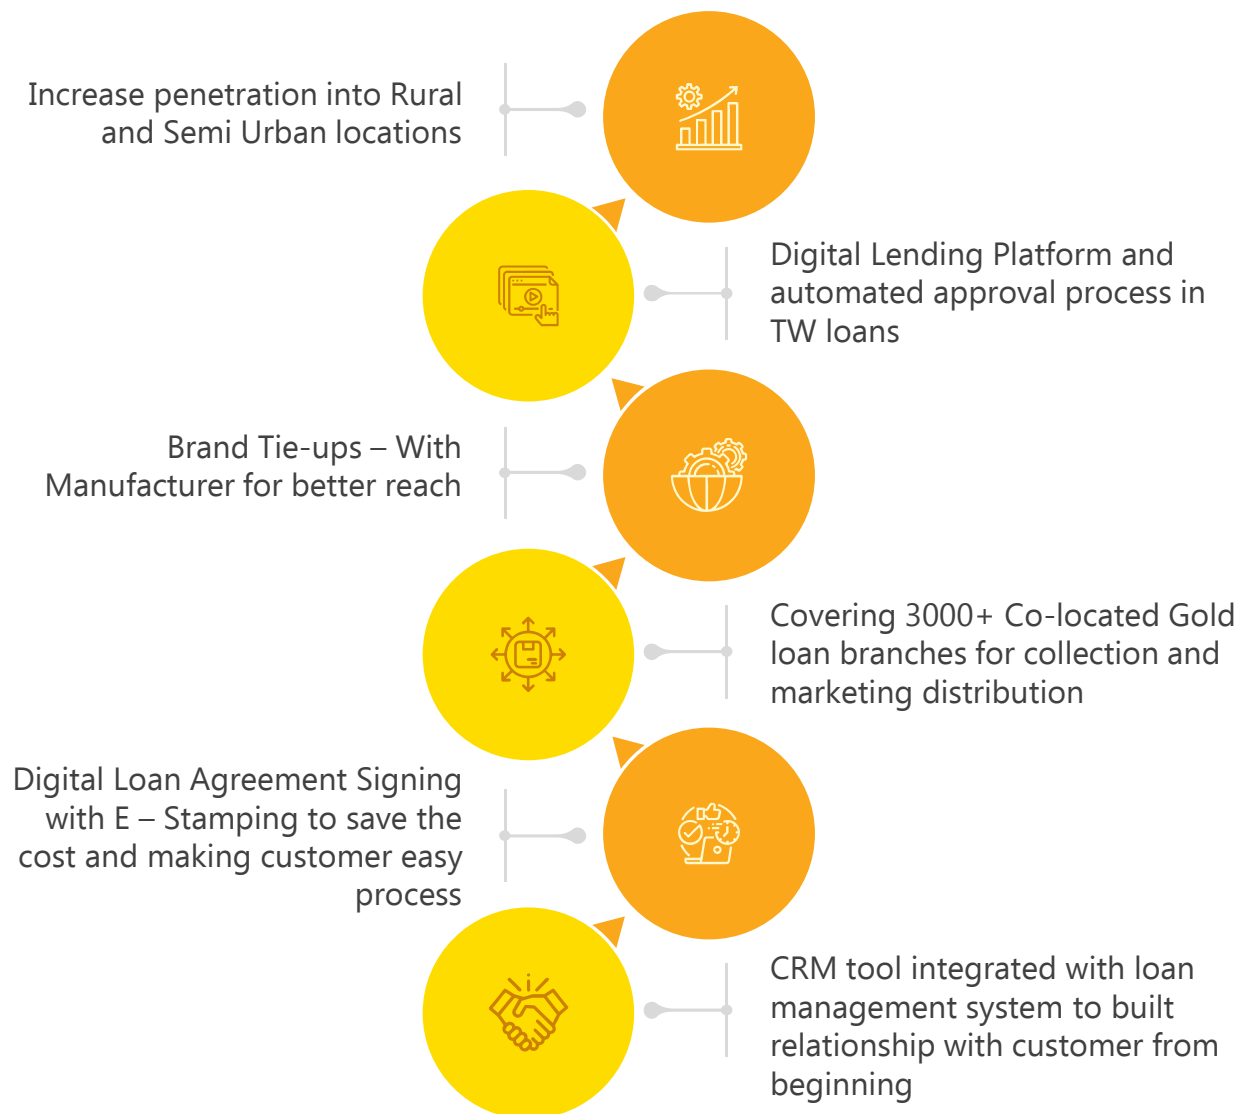 Increase penetration into Rural
and Semi Urban locations
Digital Lending Platform and
automated approval process in
TW loans
Brand Tie-ups – With
Manufacturer for better reach
Covering 3000+ Co-located Gold
loan branches for collection and
marketing distribution
Digital Loan Agreement Signing
with E – Stamping to save the
cost and making customer easy
process
CRM tool integrated with loan
management system to built
relationship with customer from
beginning